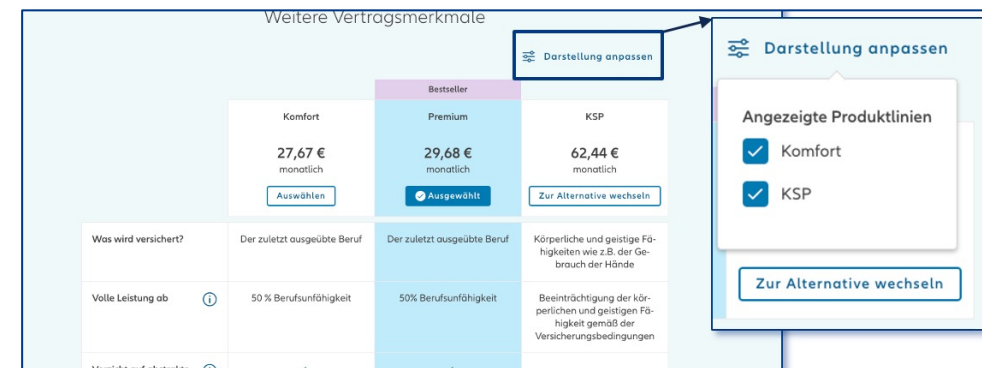 Weitere Vertragsmerkmale
Darstellung anpassen
Bestseller
Komfort
Premium
KSP
27,67 €
29,68 €
62,44 €
monatlich
monatlich
monatlich
Auswählen
Ausgewählt
Zur Alternative wechseln
Was wird versichert?
Der zuletzt ausgeübte Beruf
Der zuletzt ausgeübte Beruf
Körperliche und geistige Fä-
higkeiten wie z.B. der Ge-
brauch der Hände
Volle Leistung ab
50 % Berufsunfähigkeit
50% Berufsunfähigkeit
Beeinträchtigung der kör-
perlichen und geistigen Fä-
higkeit gemäß der
Versicherungsbedingungen
Darstellung anpassen
Angezeigte Produktlinien
Komfort
KSP
Zur Alternative wechseln